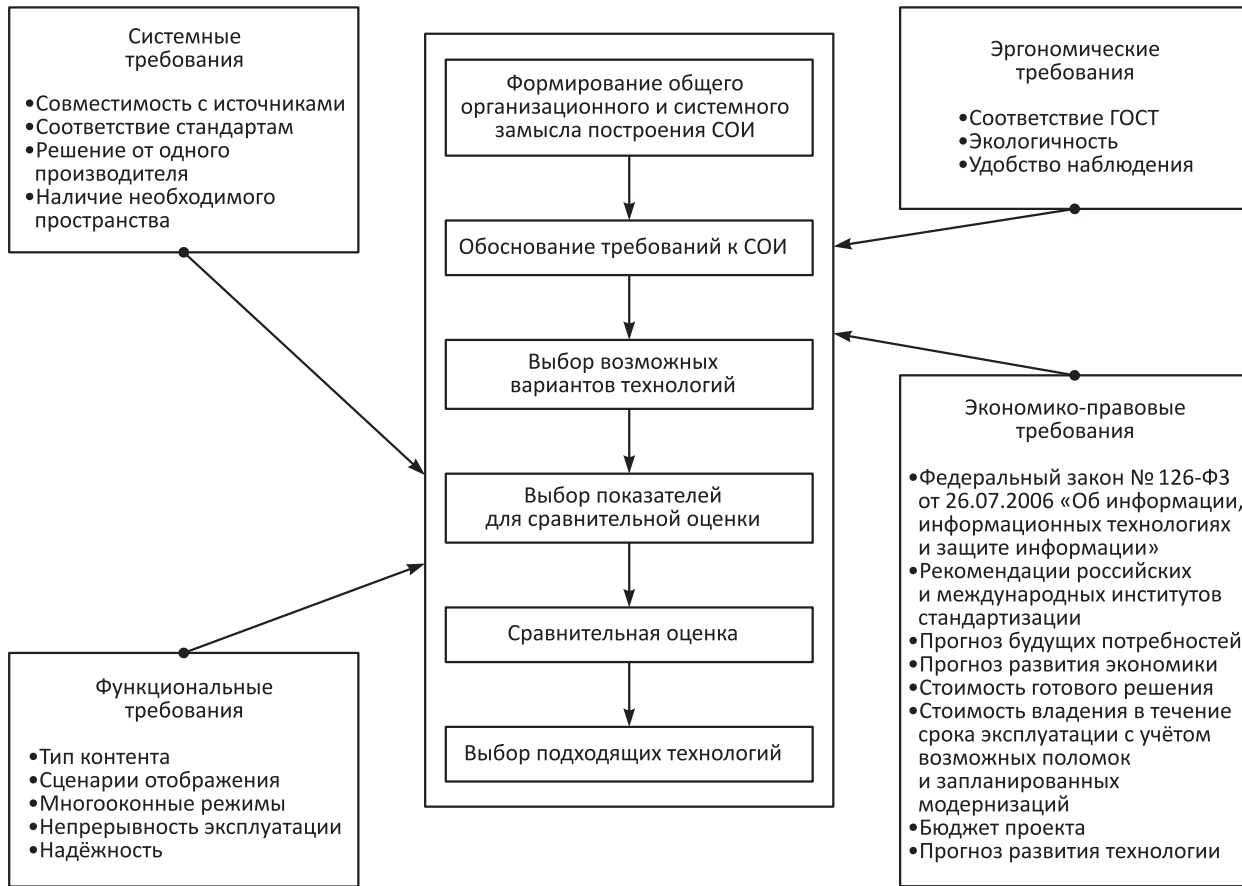 Системные
требования
•Совместимость с источниками
•Соответствие стандартам
•Решение от одного
производителя
•Наличие необходимого
пространства
Формирование общего
организационного и системного
замысла построения СОИ
Обоснование требований к СОИ
Выбор возможных
вариантов технологий
Выбор показателей
для сравнительной оценки
Сравнительная оценка
Выбор подходящих технологий
Эргономические
требования
•Соответствие ГОСТ
•Экологичность
•Удобство наблюдения
Функциональные
требования
•Тип контента
•Сценарии отображения
•Многооконные режимы
•Непрерывность эксплуатации
•Надёжность
Экономико-правовые
требования
•Федеральный закон № 126-ФЗ
от 26.07.2006 «Об информации,
информационных технологиях
и защите информации»
•Рекомендации российских
и международных институтов
стандартизации
•Прогноз будущих потребностей
•Прогноз развития экономики
•Стоимость готового решения
•Стоимость владения в течение
срока эксплуатации с учётом
возможных поломок
и запланированных
модернизаций
•Бюджет проекта
•Прогноз развития технологии